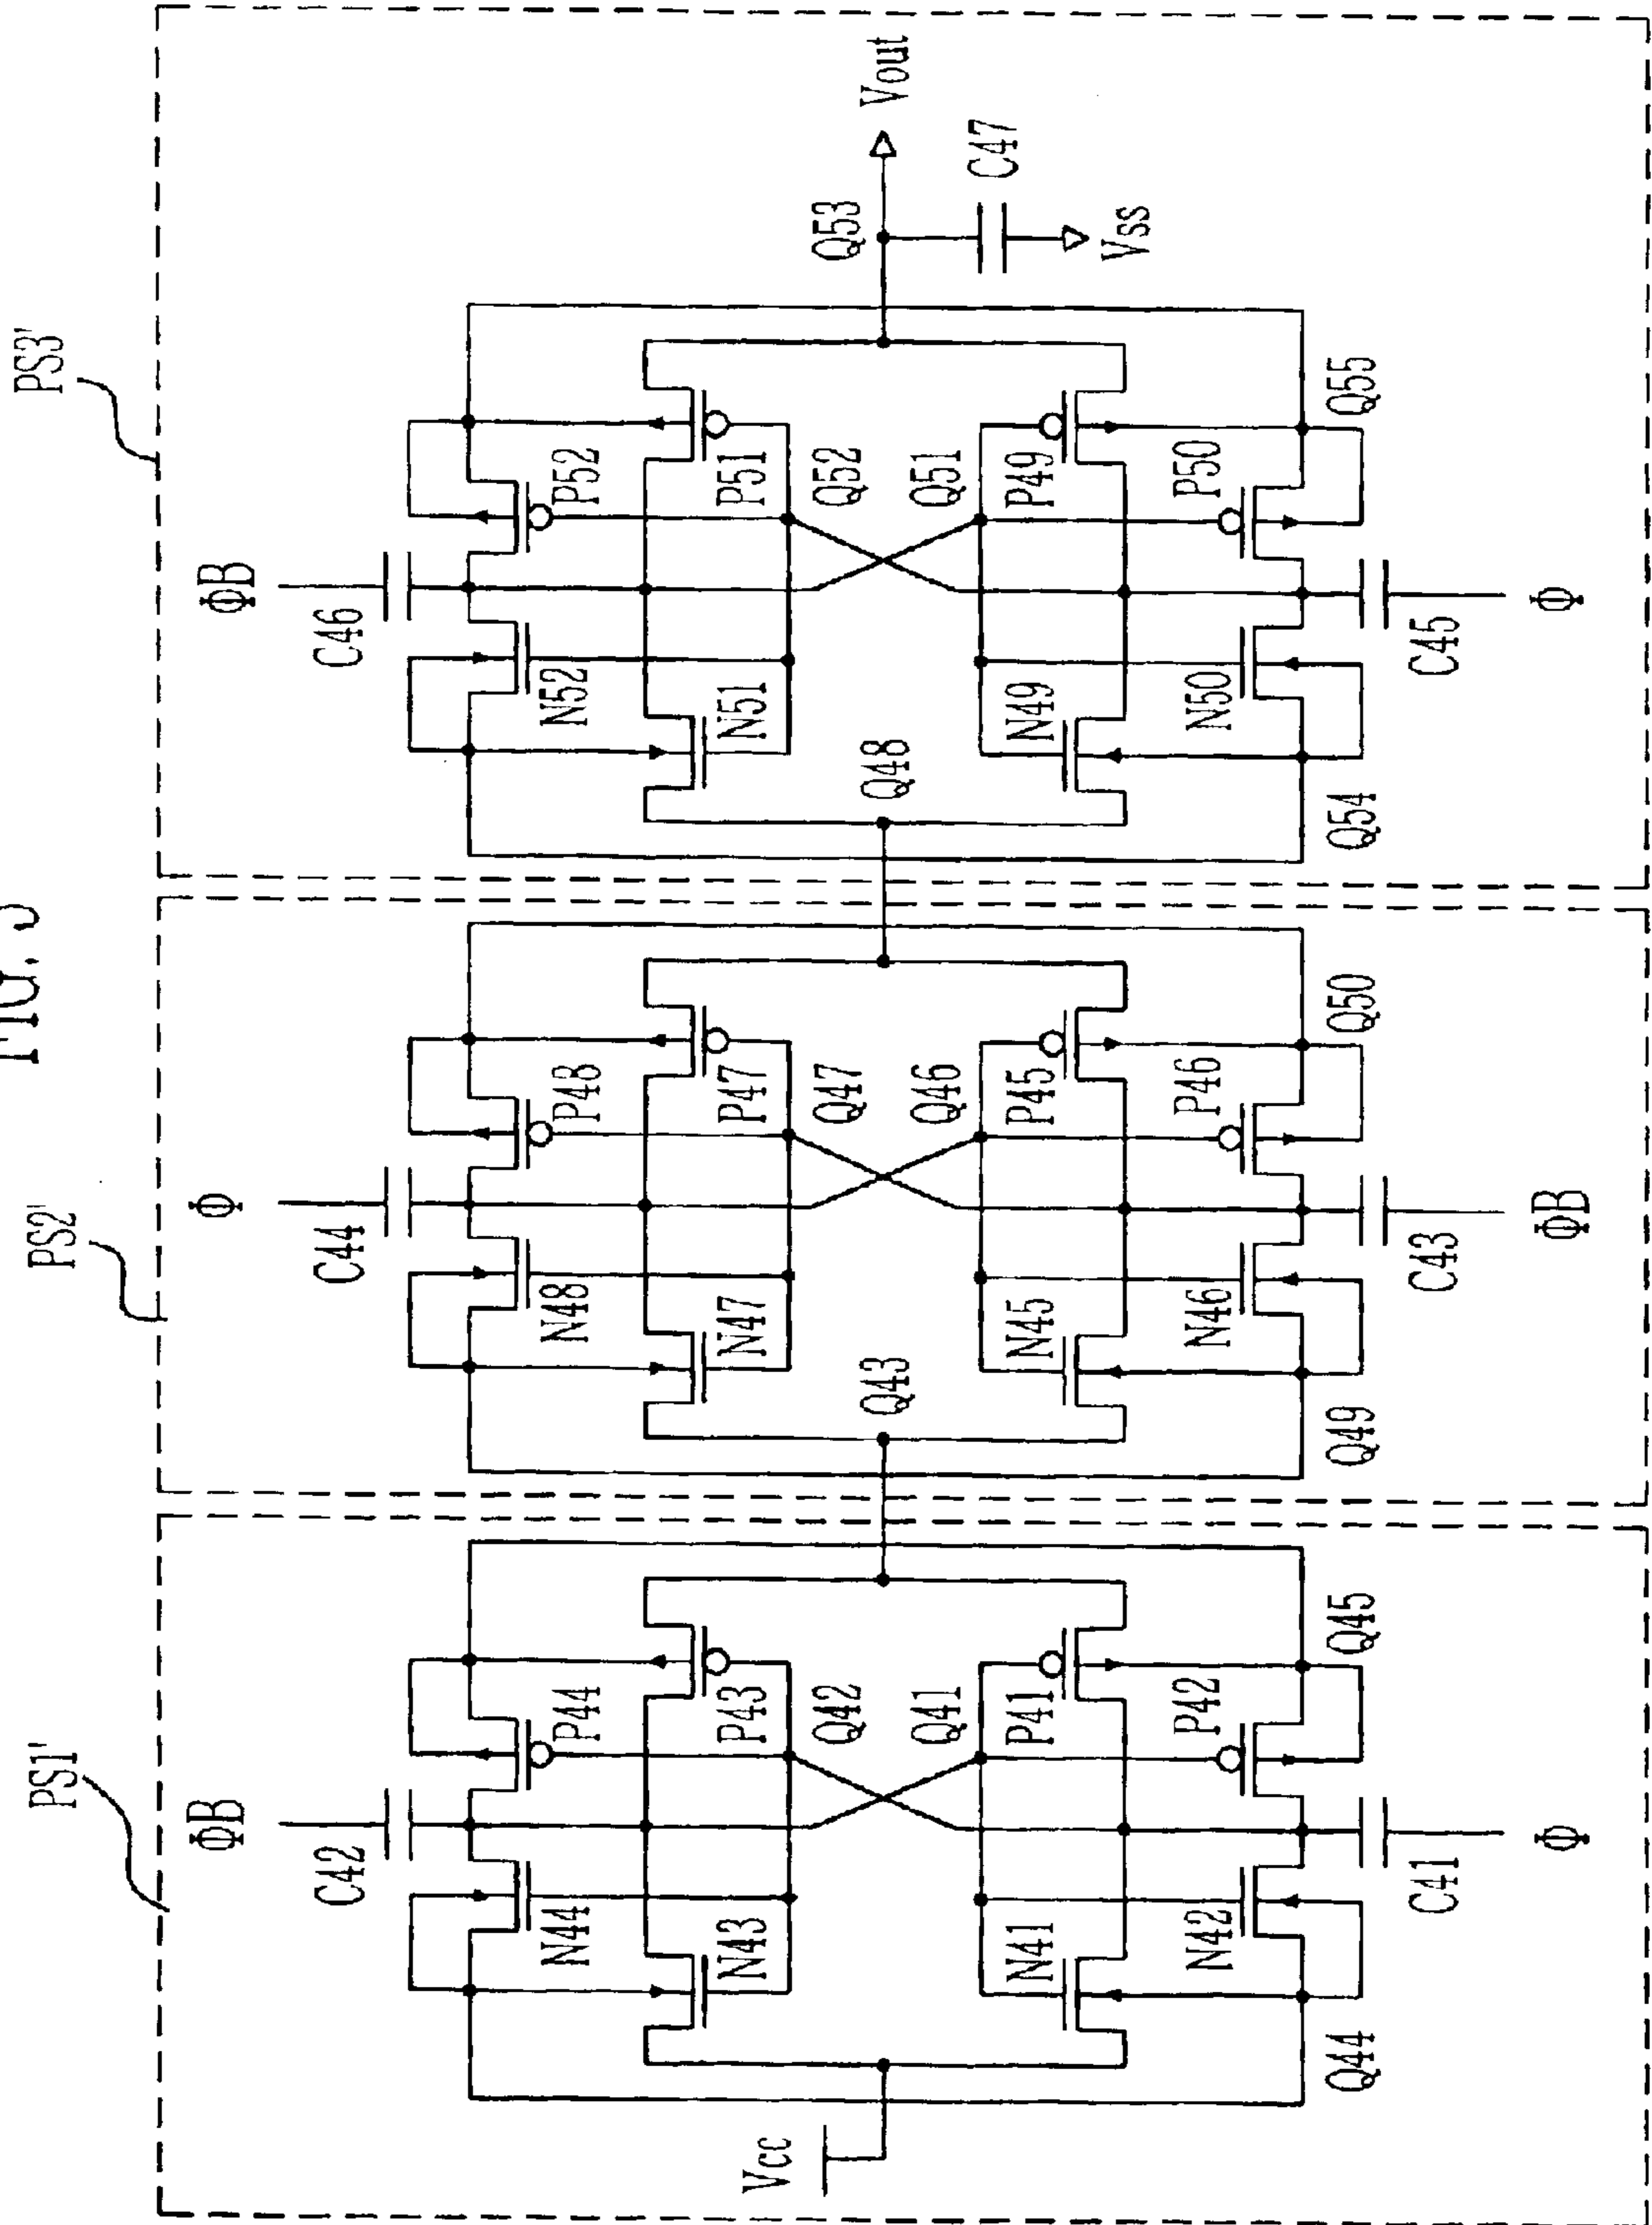 FIG.
PS1'
PS2'
PS3'
ΦB
Φ
ΦB
C42
C44
C46
N44
P44
N48
P48
N52
P52
N43
P43
N47
P47
N51
P51
Q42
Q47
Q52
Vcc
Q43
Q48
Q53
Vout
Q41
Q46
Q51
C47
N41
P41
N45
P45
N49
P49
Vss
N42
P42
N46
P46
N50
P50
Q44
Q45
Q49
Q50
Q54
Q55
C41
C43
C45
Φ
ΦB
Φ